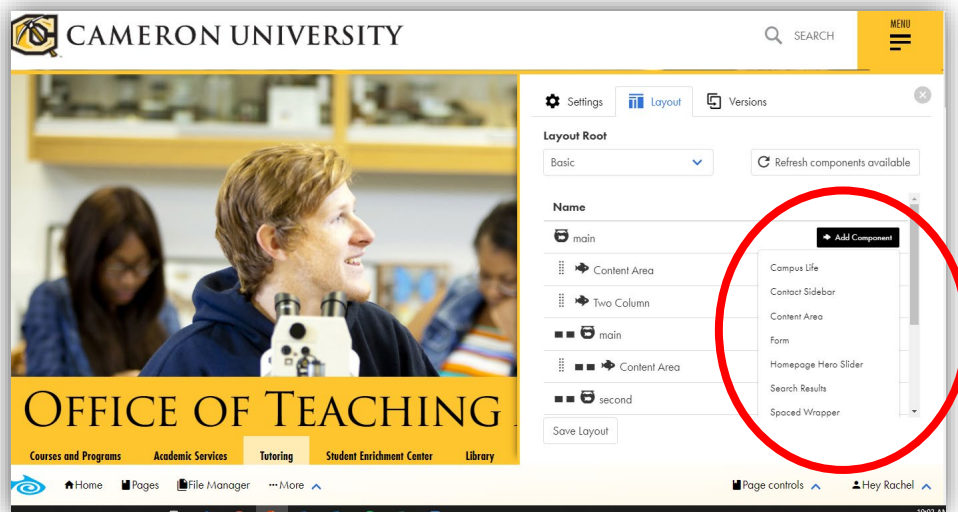 CAMERON UNIVERSITY
SEARCH
MENU
Settings
Layout
Versions
Layout Root
Basic
Refresh components available
Name
main
Add Component
Content Area
Two Column
main
Content Area
second
Save Layout
Campus Life
Contact Sidebar
Content Area
Form
Homepage Hero Slider
Search Results
Spaced Wrapper
OFFICE OF TEACHING
Courses and Programs
Academic Services
Tutoring
Student Enrichment Center
Library
Home
Pages
File Manager
More
Page controls
Hey Rachel